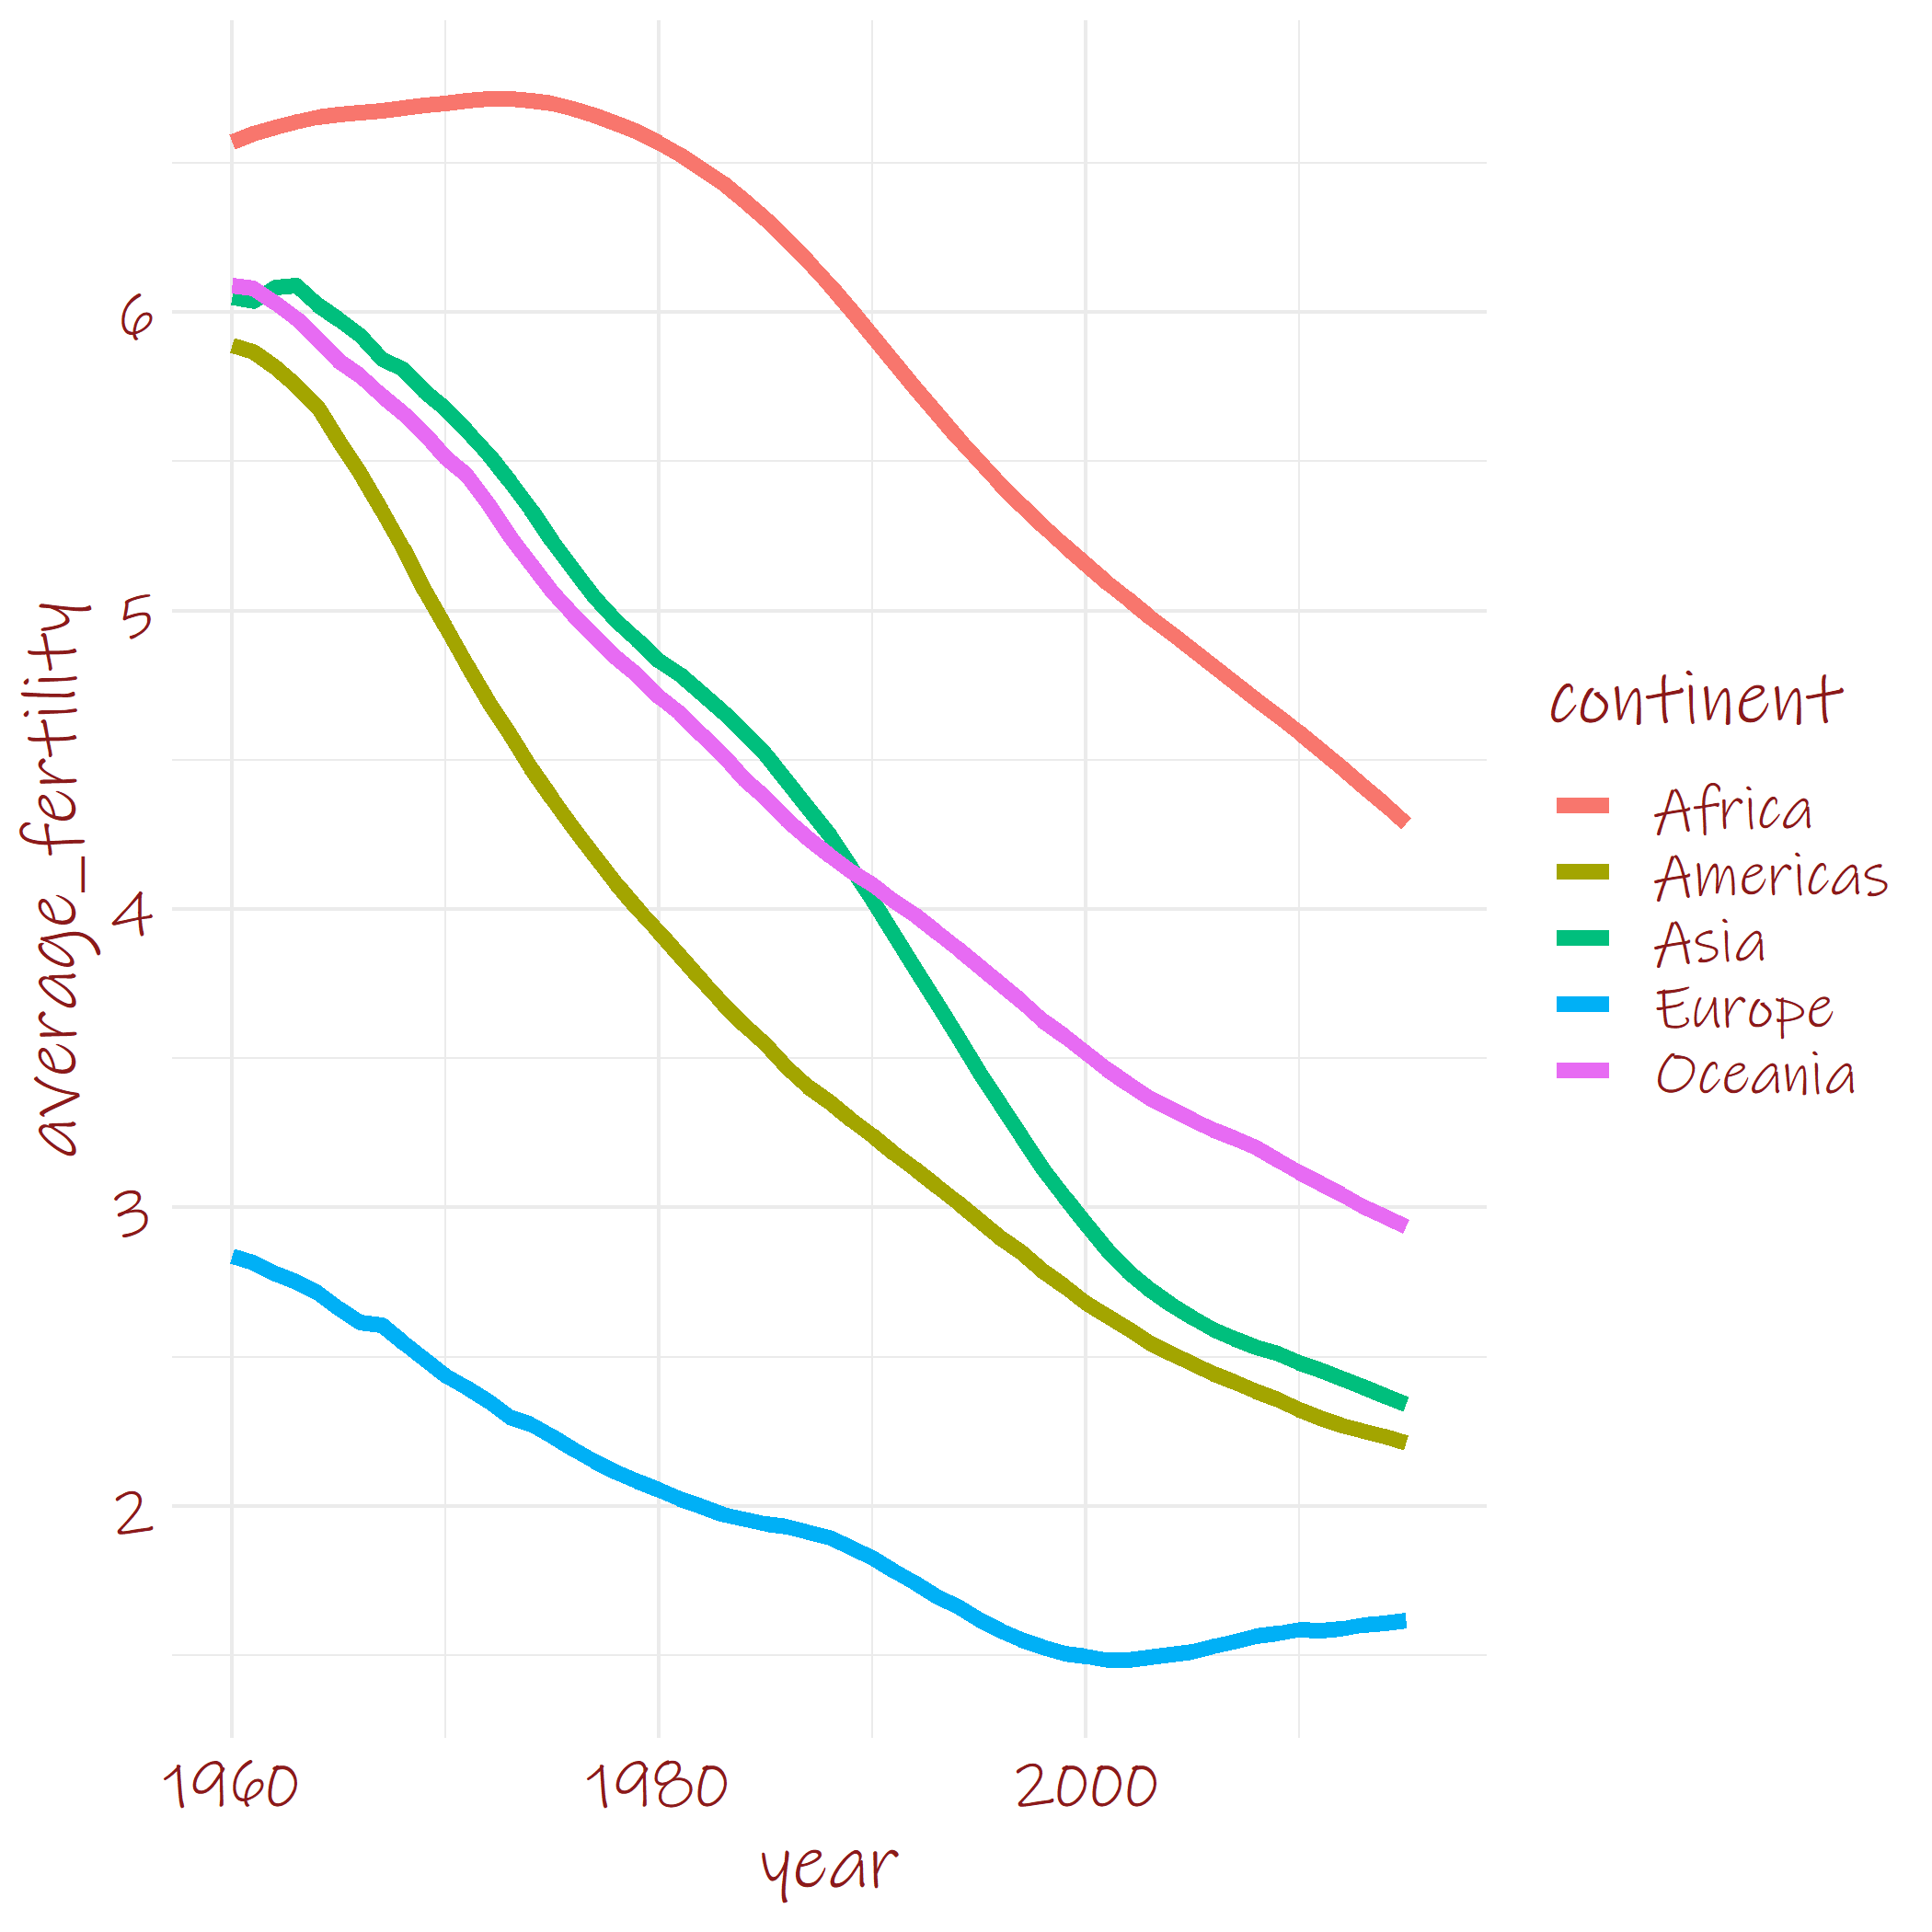 average_fertility
6
5
4
3
2
1960
1980
2000
year
continent
Africa
Americas
Asia
Europe
Oceania